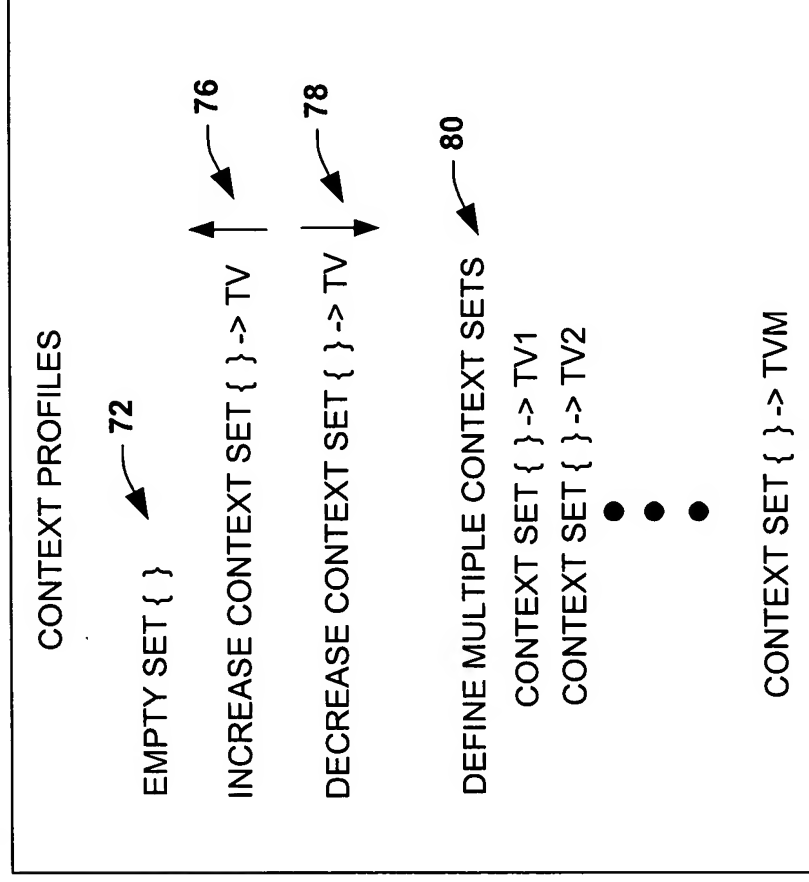 CONTEXT PROFILES
EMPTY SET { } 72
INCREASE CONTEXT SET { } -> TV 76
DECREASE CONTEXT SET { } -> TV 78
DEFINE MULTIPLE CONTEXT SETS 80
CONTEXT SET { } -> TV1
CONTEXT SET { } -> TV2
CONTEXT SET { } -> TVM